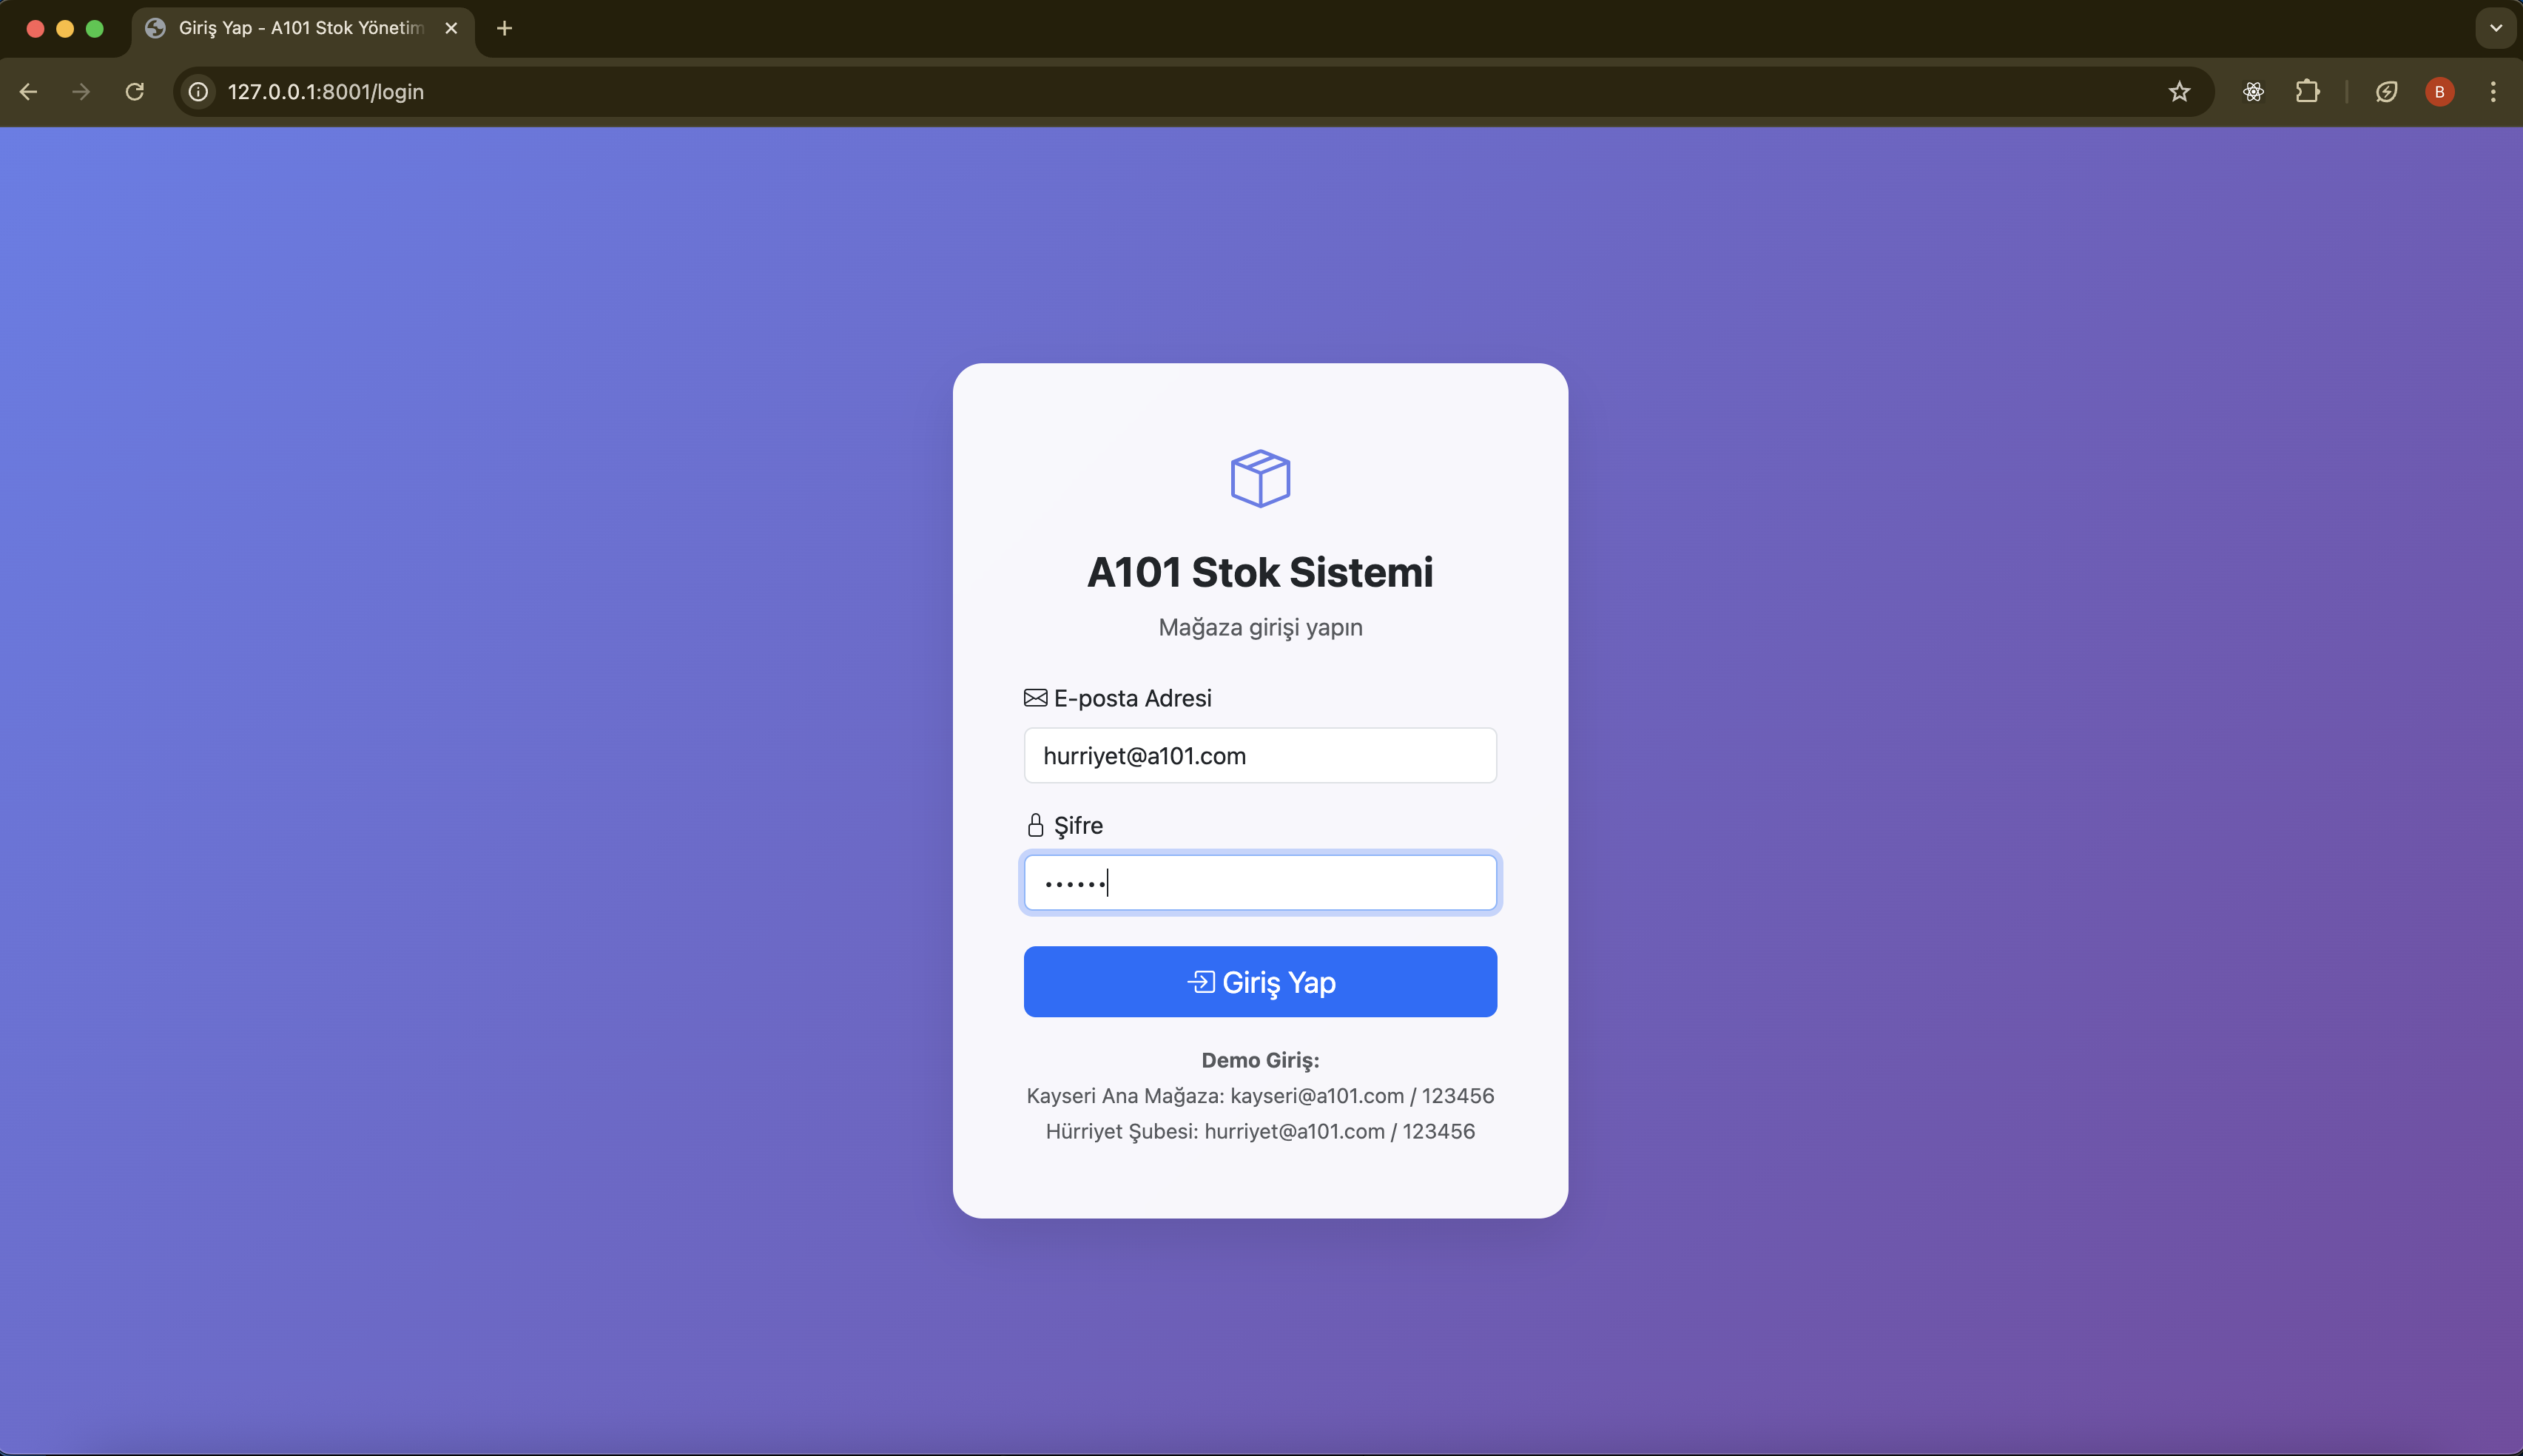 Giriş Yap - A101 Stok Yönetim
127.0.0.1:8001/login
B
A101 Stok Sistemi
Mağaza girişi yapın
E-posta Adresi
hurriyet@a101.com
Şifre
••••••
Giriş Yap
Demo Giriş:
Kayseri Ana Mağaza: kayseri@a101.com / 123456
Hürriyet Şubesi: hurriyet@a101.com / 123456